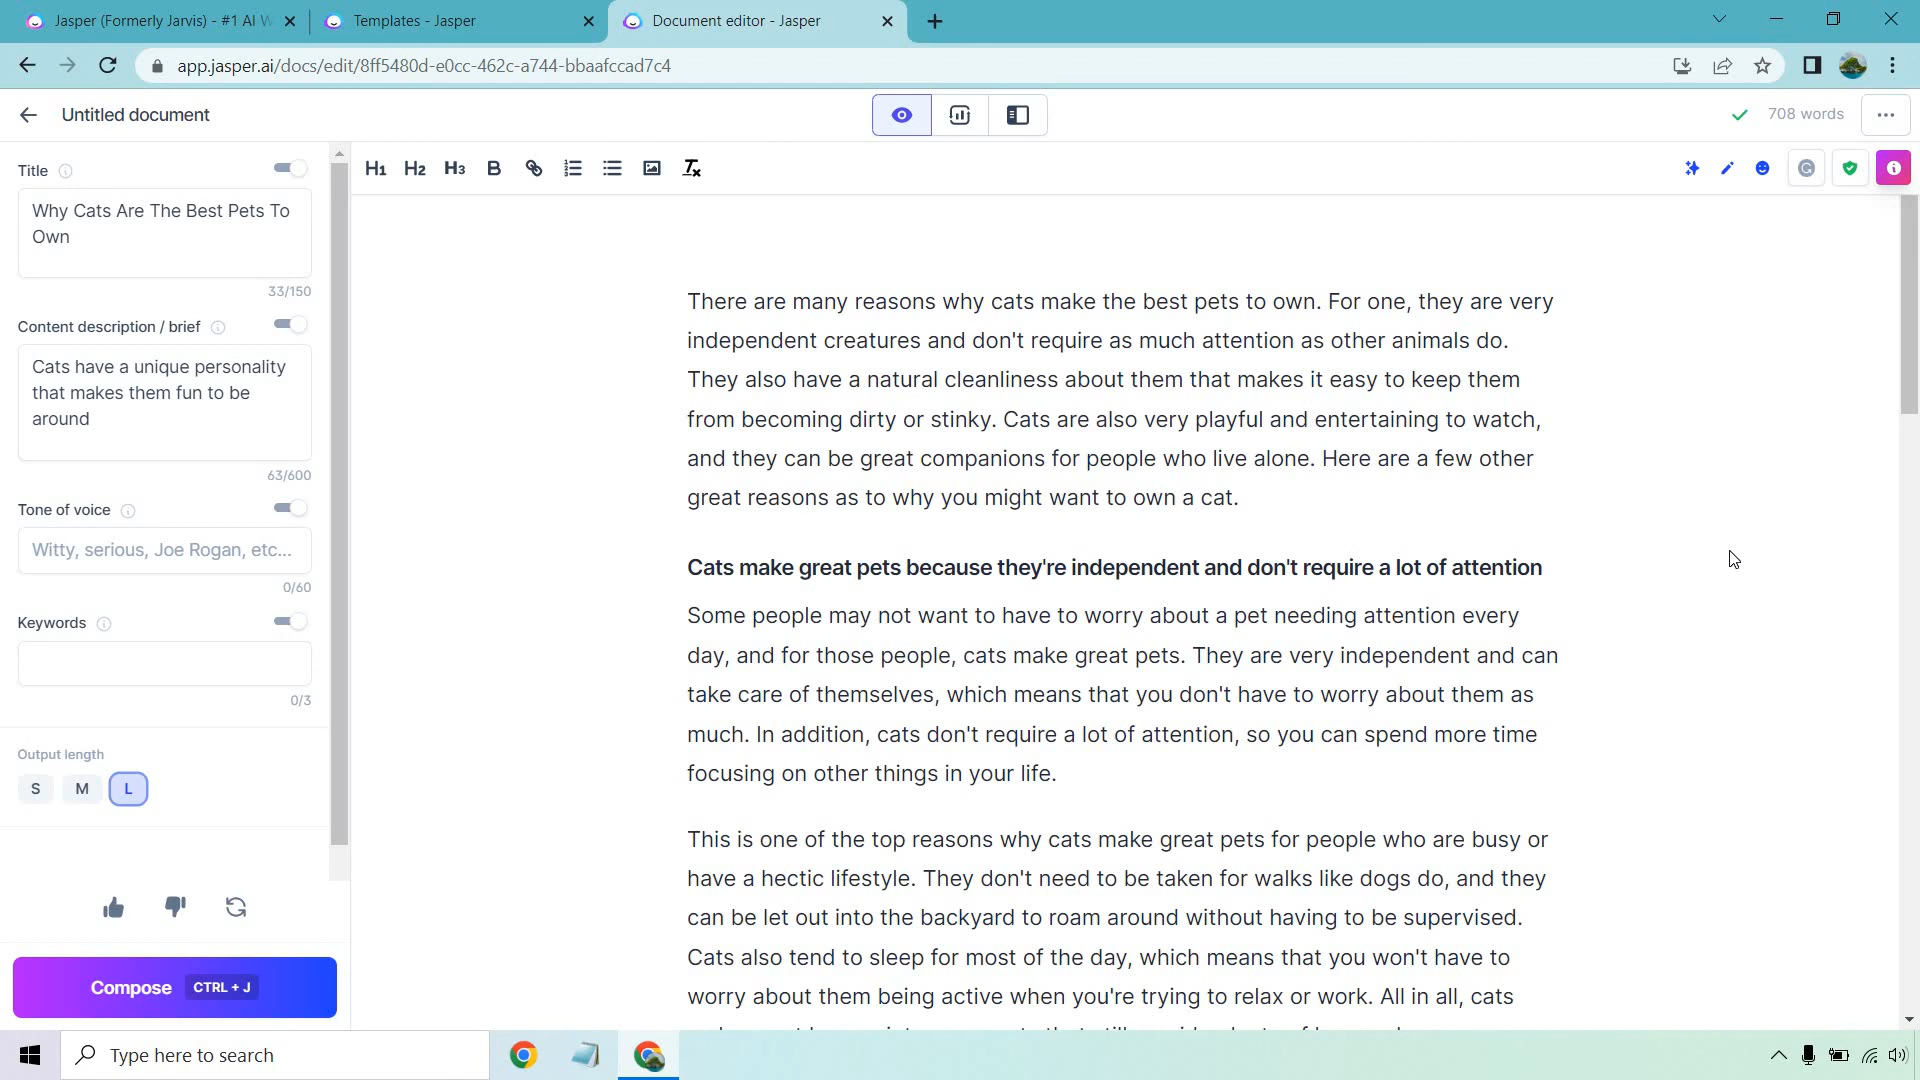 Jasper (Formerly Jarvis) - #1 AI W
Templates - Jasper
Document editor - Jasper
app.jasper.ai/docs/edit/8ff5480d-e0cc-462c-a744-bbaafccad7c4
Untitled document
708 words
H1 H2 H3 B
Title
Why Cats Are The Best Pets To
Own
33/150
Content description / brief
Cats have a unique personality
that makes them fun to be
around
63/600
Tone of voice
Witty, serious, Joe Rogan, etc...
0/60
Keywords
0/3
Output length
S M L
Compose CTRL + J
There are many reasons why cats make the best pets to own. For one, they are very
independent creatures and don't require as much attention as other animals do.
They also have a natural cleanliness about them that makes it easy to keep them
from becoming dirty or stinky. Cats are also very playful and entertaining to watch,
and they can be great companions for people who live alone. Here are a few other
great reasons as to why you might want to own a cat.
Cats make great pets because they're independent and don't require a lot of attention
Some people may not want to have to worry about a pet needing attention every
day, and for those people, cats make great pets. They are very independent and can
take care of themselves, which means that you don't have to worry about them as
much. In addition, cats don't require a lot of attention, so you can spend more time
focusing on other things in your life.
This is one of the top reasons why cats make great pets for people who are busy or
have a hectic lifestyle. They don't need to be taken for walks like dogs do, and they
can be let out into the backyard to roam around without having to be supervised.
Cats also tend to sleep for most of the day, which means that you won't have to
worry about them being active when you're trying to relax or work. All in all, cats
Type here to search